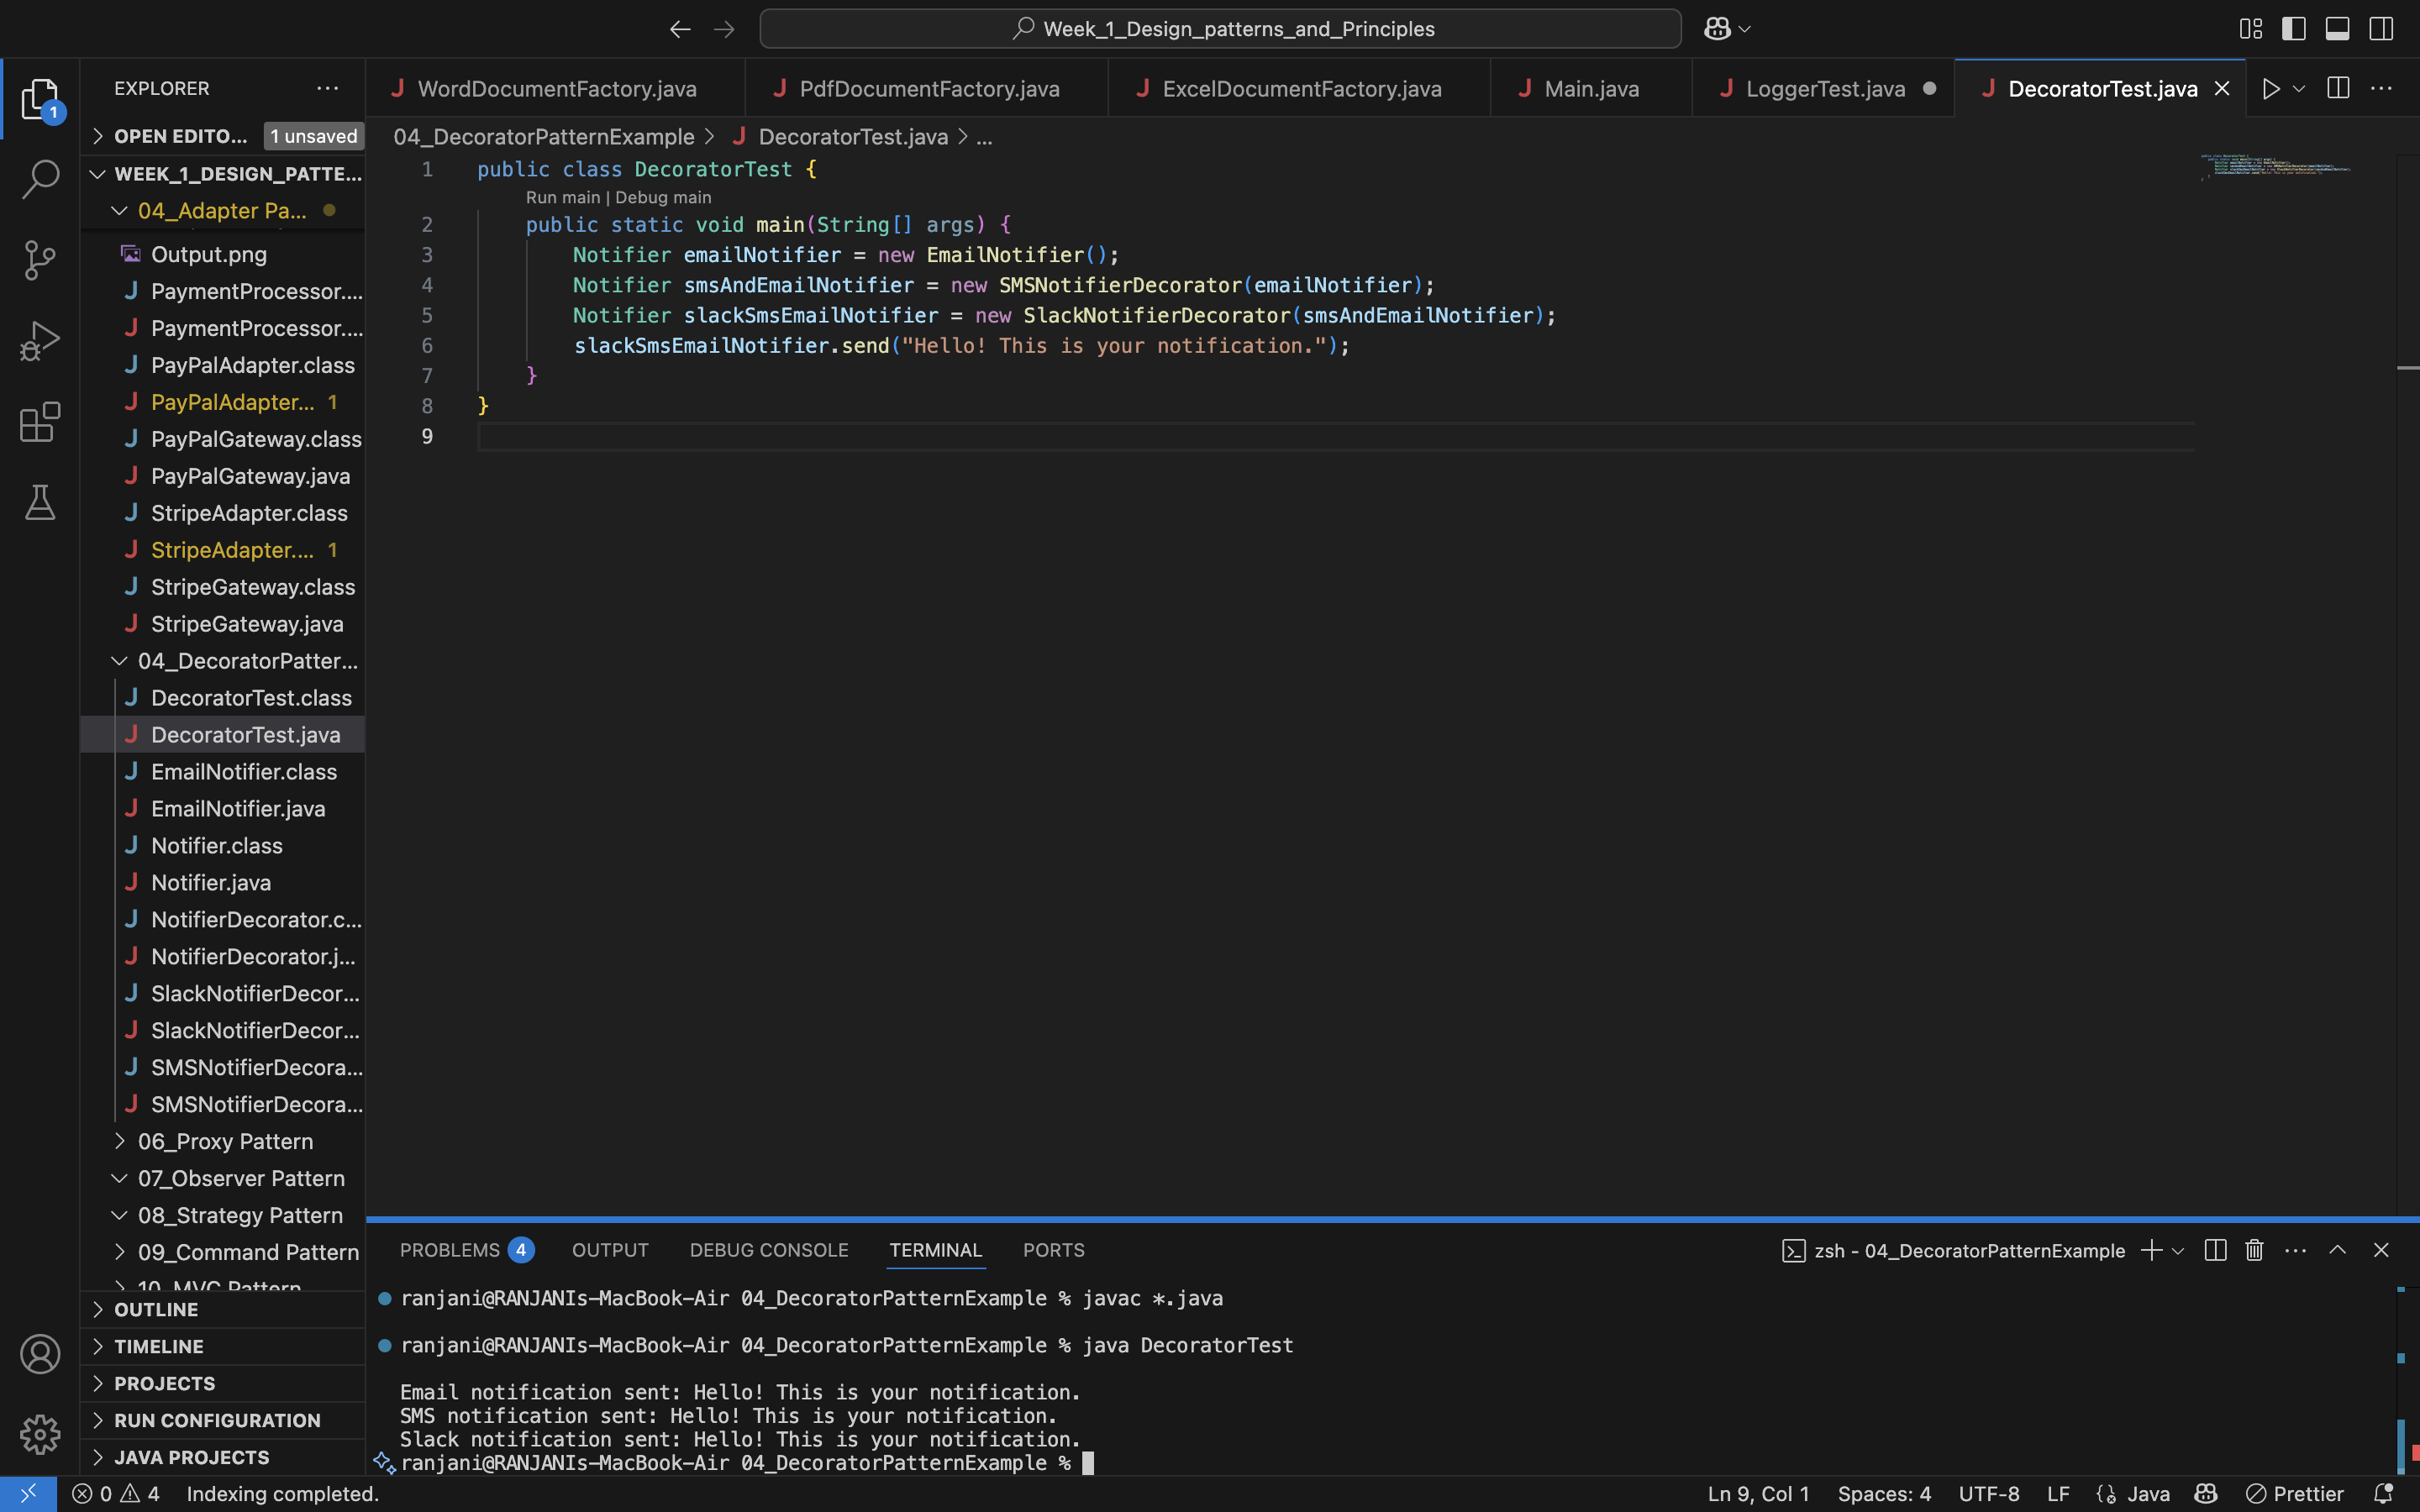 Week_1_Design_patterns_and_Principles
EXPLORER
WordDocumentFactory.java
PdfDocumentFactory.java
ExcelDocumentFactory.java
Main.java
LoggerTest.java
DecoratorTest.java
1
OPEN EDITO... 1 unsaved
WEEK_1_DESIGN_PATTE...
04_Adapter Pa...
Output.png
PaymentProcessor....
PaymentProcessor....
PayPalAdapter.class
PayPalAdapter... 1
PayPalGateway.class
PayPalGateway.java
StripeAdapter.class
StripeAdapter.... 1
StripeGateway.class
StripeGateway.java
04_DecoratorPatter...
DecoratorTest.class
DecoratorTest.java
EmailNotifier.class
EmailNotifier.java
Notifier.class
Notifier.java
NotifierDecorator.c...
NotifierDecorator.j...
SlackNotifierDecor...
SlackNotifierDecor...
SMSNotifierDecora...
SMSNotifierDecora...
06_Proxy Pattern
07_Observer Pattern
08_Strategy Pattern
09_Command Pattern
10_MVC Pattern
OUTLINE
TIMELINE
PROJECTS
RUN CONFIGURATION
JAVA PROJECTS
04_DecoratorPatternExample > DecoratorTest.java > ...
1 public class DecoratorTest {
Run main | Debug main
2 public static void main(String[] args) {
3 Notifier emailNotifier = new EmailNotifier();
4 Notifier smsAndEmailNotifier = new SMSNotifierDecorator(emailNotifier);
5 Notifier slackSmsEmailNotifier = new SlackNotifierDecorator(smsAndEmailNotifier);
6 slackSmsEmailNotifier.send("Hello! This is your notification.");
7 }
8 }
9
PROBLEMS 4 OUTPUT DEBUG CONSOLE TERMINAL PORTS
zsh - 04_DecoratorPatternExample
ranjani@RANJANIs-MacBook-Air 04_DecoratorPatternExample % javac *.java
ranjani@RANJANIs-MacBook-Air 04_DecoratorPatternExample % java DecoratorTest
Email notification sent: Hello! This is your notification.
SMS notification sent: Hello! This is your notification.
Slack notification sent: Hello! This is your notification.
ranjani@RANJANIs-MacBook-Air 04_DecoratorPatternExample %
0 4 Indexing completed.
Ln 9, Col 1 Spaces: 4 UTF-8 LF Java Prettier